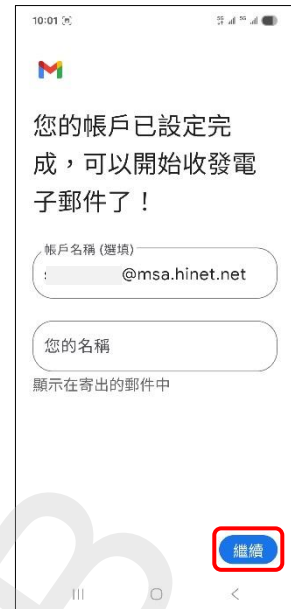 10:01
5G 5G
您的帳戶已設定完
成，可以開始收發電
子郵件了！
帳戶名稱 (選填)
@msa.hinet.net
您的名稱
顯示在寄出的郵件中
繼續